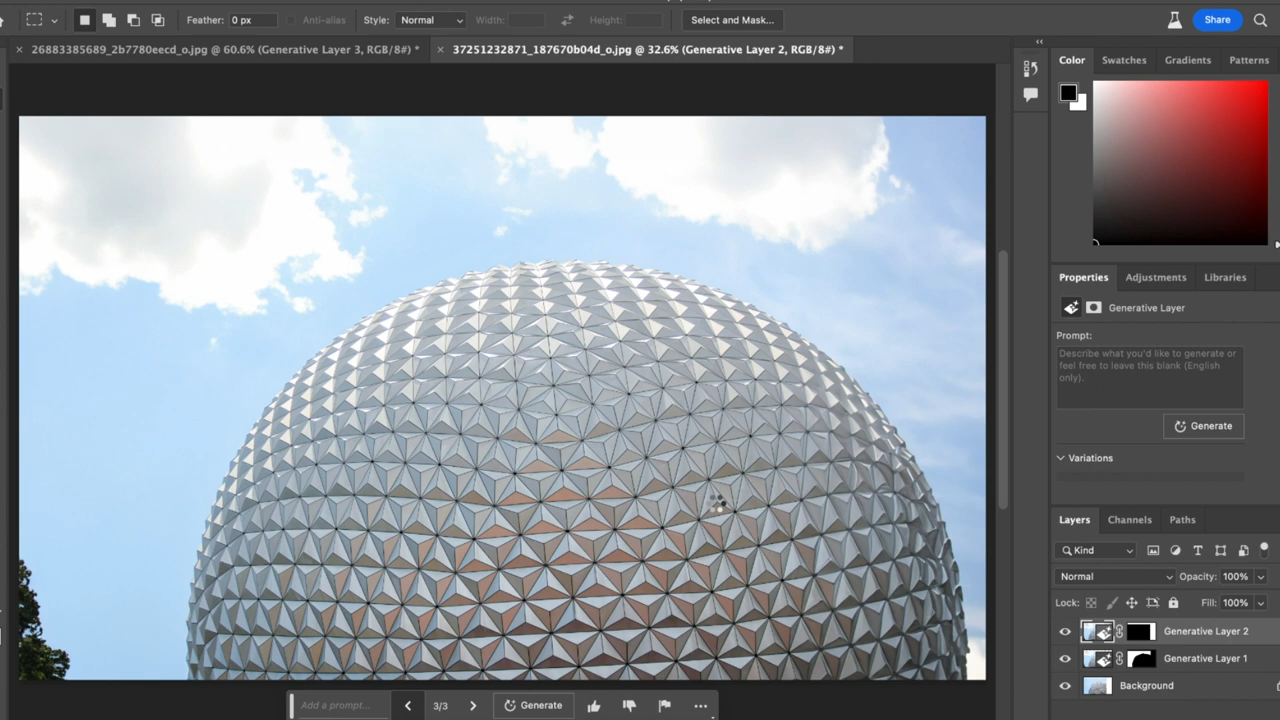 Feather: 0 px Anti-alias Style: Normal Width: Height: Select and Mask... Share
26883385689_2b7780eecd_o.jpg @ 60.6% (Generative Layer 3, RGB/8#) * 37251232871_187670b04d_o.jpg @ 32.6% (Generative Layer 2, RGB/8#) *
Color Swatches Gradients Patterns
Properties Adjustments Libraries
Generative Layer
Prompt:
Describe what you'd like to generate or
feel free to leave this blank (English
only).
Generate
Variations
Layers Channels Paths
Kind
Normal Opacity: 100%
Lock: Fill: 100%
Generative Layer 2
Generative Layer 1
Background
Add a prompt... 3/3 Generate